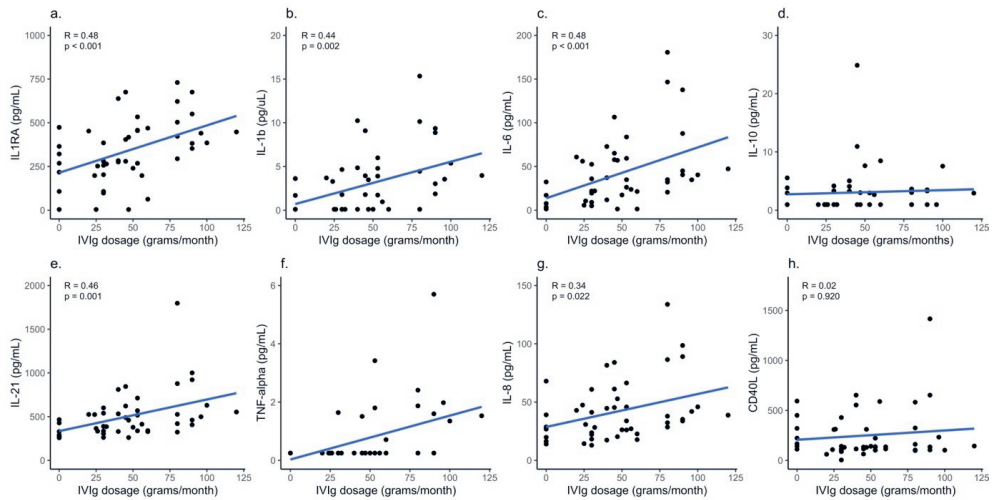 a.
R = 0.48
p < 0.001
1000
750
500
250
0
IL1RA (pg/mL)
0 25 50 75 100 125
IVIg dosage (grams/month)
b.
R = 0.44
p = 0.002
20
15
10
5
0
IL-1b (pg/uL)
0 25 50 75 100 125
IVIg dosage (grams/month)
c.
R = 0.48
p < 0.001
200
150
100
50
0
IL-6 (pg/mL)
0 25 50 75 100 125
IVIg dosage (grams/month)
d.
30
20
10
0
IL-10 (pg/mL)
0 25 50 75 100 125
IVIg dosage (grams/months)
e.
R = 0.46
p = 0.001
2000
1500
1000
500
0
IL-21 (pg/mL)
0 25 50 75 100 125
IVIg dosage (grams/month)
f.
6
4
2
0
TNF-alpha (pg/mL)
0 25 50 75 100 125
IVIg dosage (grams/month)
g.
R = 0.34
p = 0.022
150
100
50
0
IL-8 (pg/mL)
0 25 50 75 100 125
IVIg dosage (grams/month)
h.
R = 0.02
p = 0.920
1500
1000
500
0
CD40L (pg/mL)
0 25 50 75 100 125
IVIg dosage (grams/month)